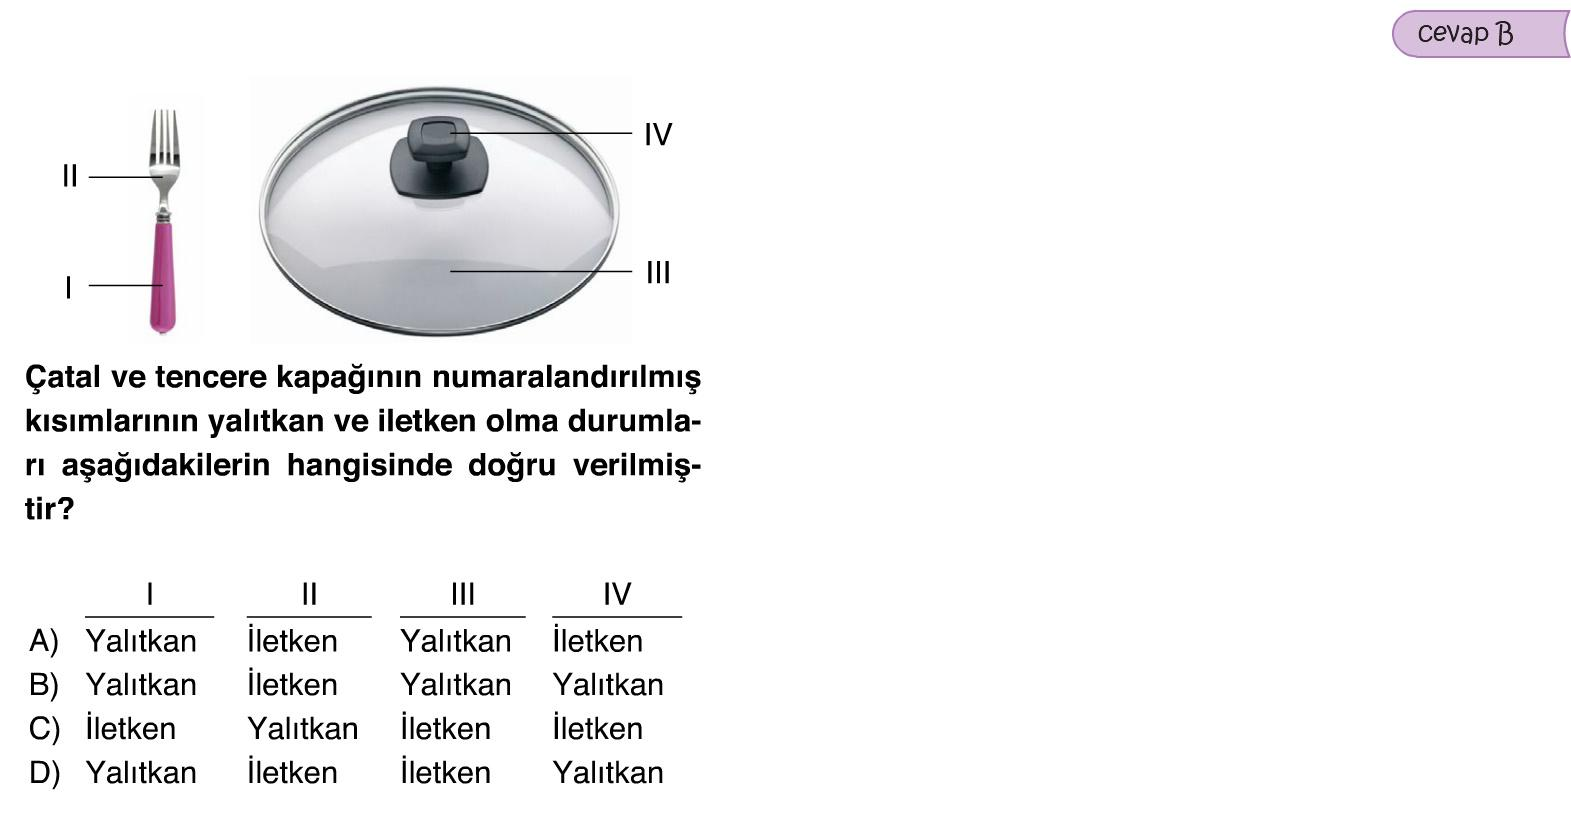 cevap B
IV
II
III
I
Çatal ve tencere kapağının numaralandırılmış
kısımlarının yalıtkan ve iletken olma durumla-
rı aşağıdakilerin hangisinde doğru verilmiş-
tir?
I II III IV
A) Yalıtkan İletken Yalıtkan İletken
B) Yalıtkan İletken Yalıtkan Yalıtkan
C) İletken Yalıtkan İletken İletken
D) Yalıtkan İletken İletken Yalıtkan